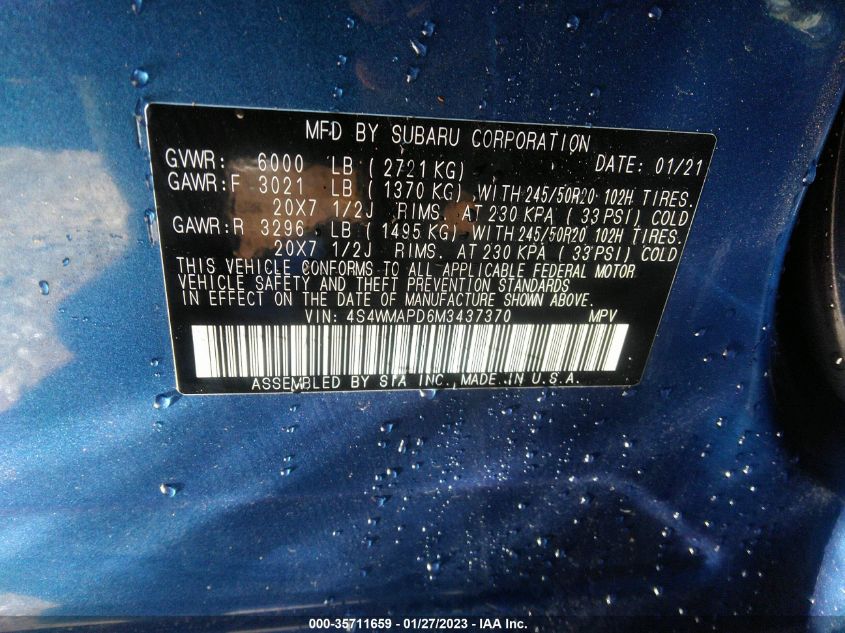 MFD BY SUBARU CORPORATION
GVWR: 6000 LB ( 2721 KG) DATE: 01/21
GAWR:F 3021 LB ( 1370 KG) WITH 245/50R20 102H TIRES.
20X7 1/2J RIMS. AT 230 KPA ( 33 PSI) COLD
GAWR:R 3296 LB ( 1495 KG) WITH 245/50R20 102H TIRES.
20X7 1/2J RIMS. AT 230 KPA ( 33 PSI) COLD
THIS VEHICLE CONFORMS TO ALL APPLICABLE FEDERAL MOTOR
VEHICLE SAFETY AND THEFT PREVENTION STANDARDS
IN EFFECT ON THE DATE OF MANUFACTURE SHOWN ABOVE.
VIN: 4S4WMAPD6M3437370 MPV
ASSEMBLED BY SIA INC., MADE IN U.S.A.
000-35711659 — 01/27/2023 — IAA Inc.